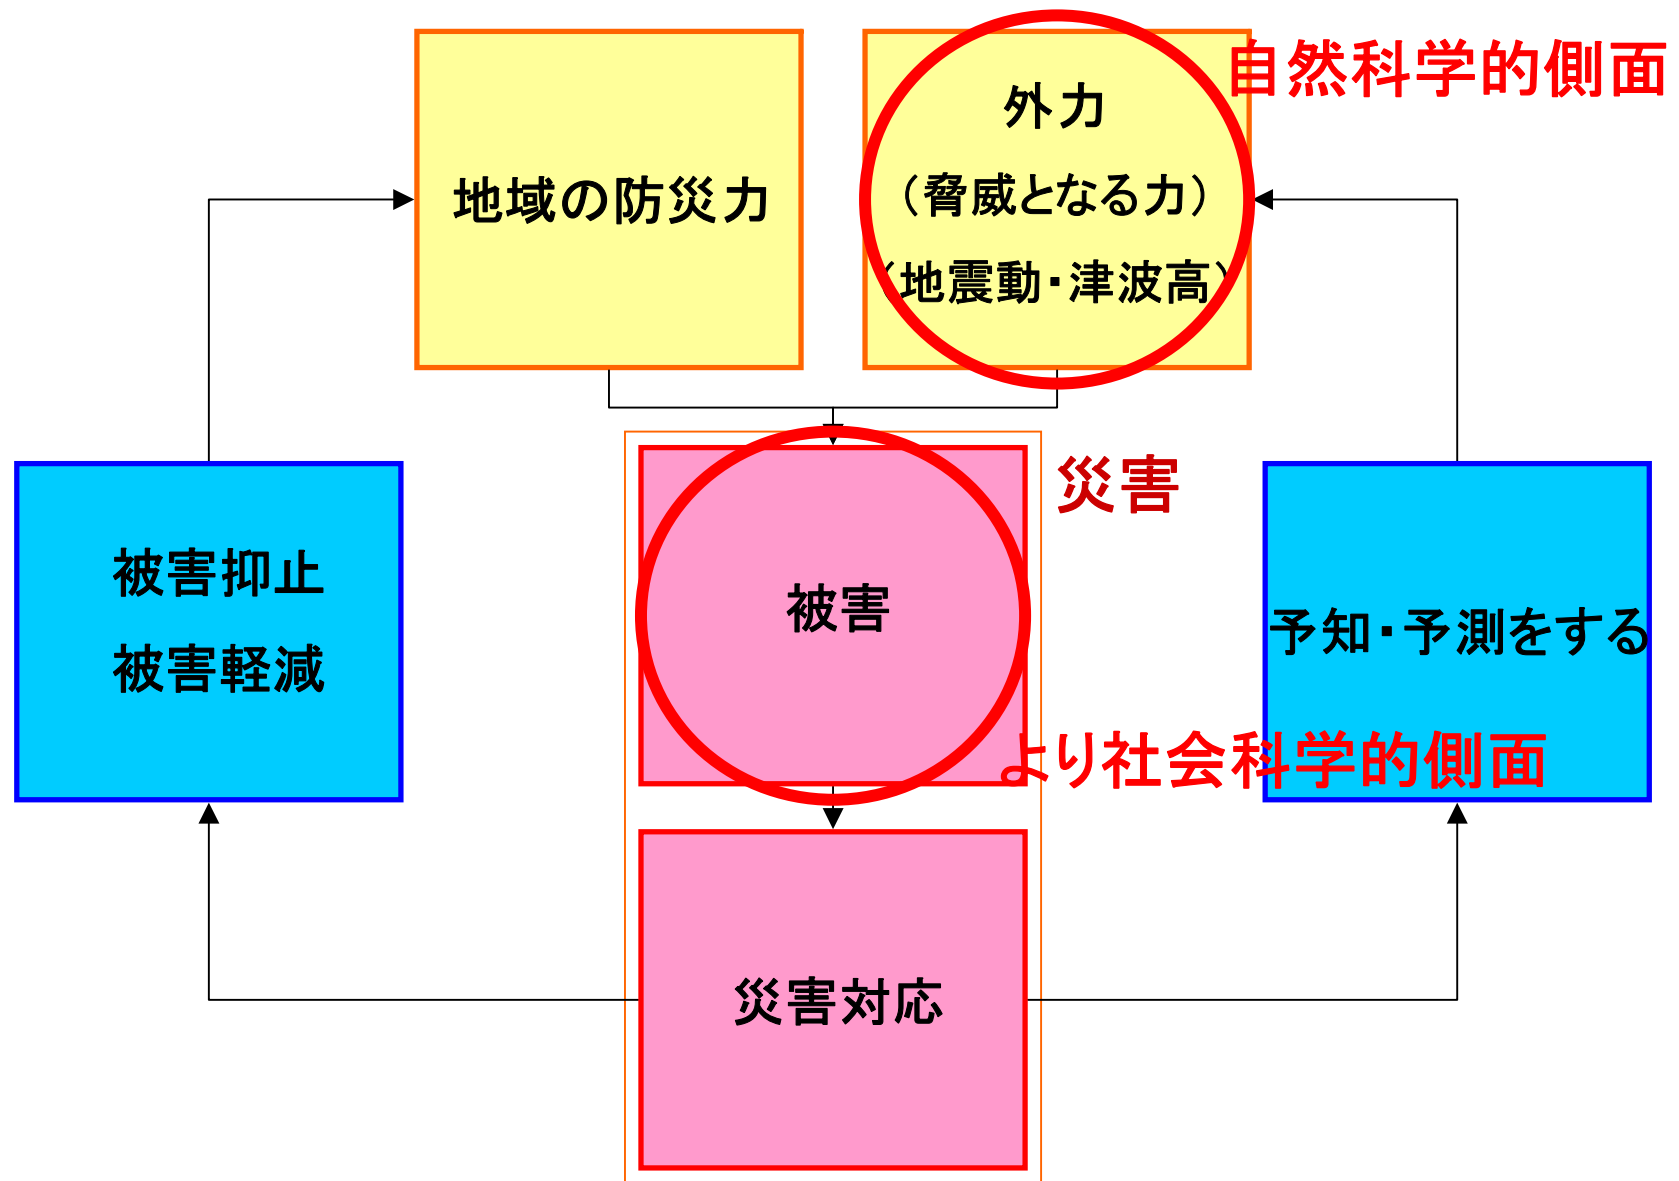 自然科学的側面
地域の防災力
外力
（脅威となる力）
（地震動・津波高）
災害
被害抑止
被害軽減
被害
予知・予測をする
より社会科学的側面
災害対応